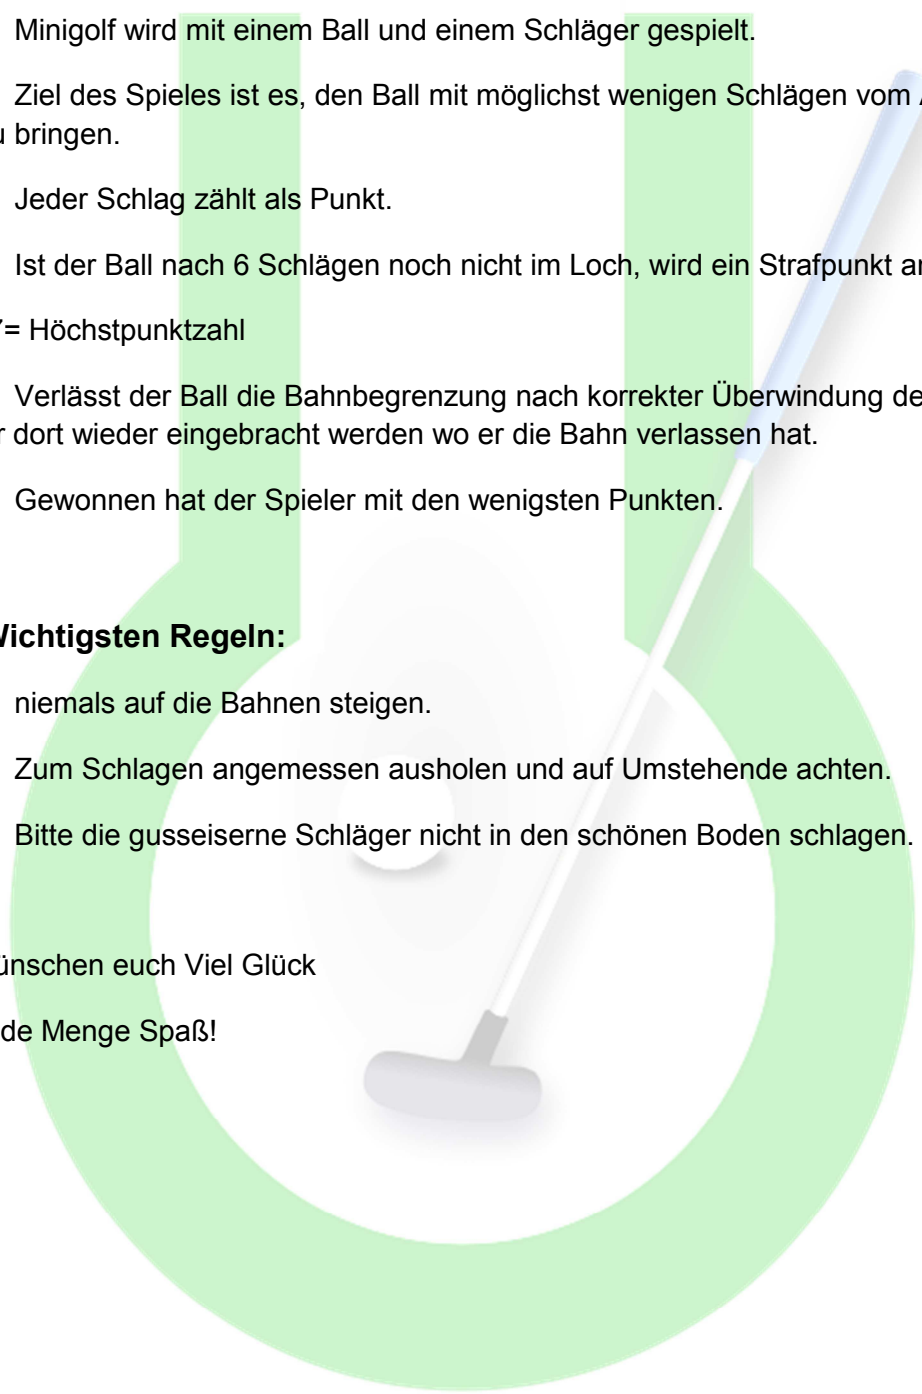 Minigolf wird mit einem Ball und einem Schläger gespielt.
Ziel des Spieles ist es, den Ball mit möglichst wenigen Schlägen vom
bringen.
Jeder Schlag zählt als Punkt.
Ist der Ball nach 6 Schlägen noch nicht im Loch, wird ein Strafpunkt
= Höchstpunktzahl
Verlässt der Ball die Bahnbegrenzung nach korrekter Überwindung
dort wieder eingebracht werden wo er die Bahn verlassen hat.
Gewonnen hat der Spieler mit den wenigsten Punkten.
Wichtigsten Regeln:
niemals auf die Bahnen steigen.
Zum Schlagen angemessen ausholen und auf Umstehende achten.
Bitte die gusseiserne Schläger nicht in den schönen Boden schlagen.
euch Viel Glück
Menge Spaß!